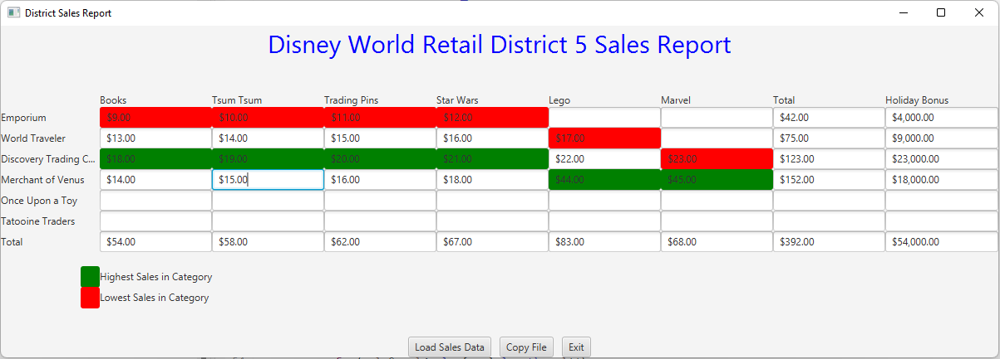 District Sales Report
Disney World Retail District 5 Sales Report
Books Tsum Tsum Trading Pins Star Wars Lego Marvel Total Holiday Bonus
Emporium $9.00 $10.00 $11.00 $12.00 $42.00 $4,000.00
World Traveler $13.00 $14.00 $15.00 $16.00 $17.00 $75.00 $9,000.00
Discovery Trading C... $18.00 $19.00 $20.00 $21.00 $22.00 $23.00 $123.00 $23,000.00
Merchant of Venus $14.00 $15.00 $16.00 $18.00 $44.00 $45.00 $152.00 $18,000.00
Once Upon a Toy
Tatooine Traders
Total $54.00 $58.00 $62.00 $67.00 $83.00 $68.00 $392.00 $54,000.00
Highest Sales in Category
Lowest Sales in Category
Load Sales Data Copy File Exit